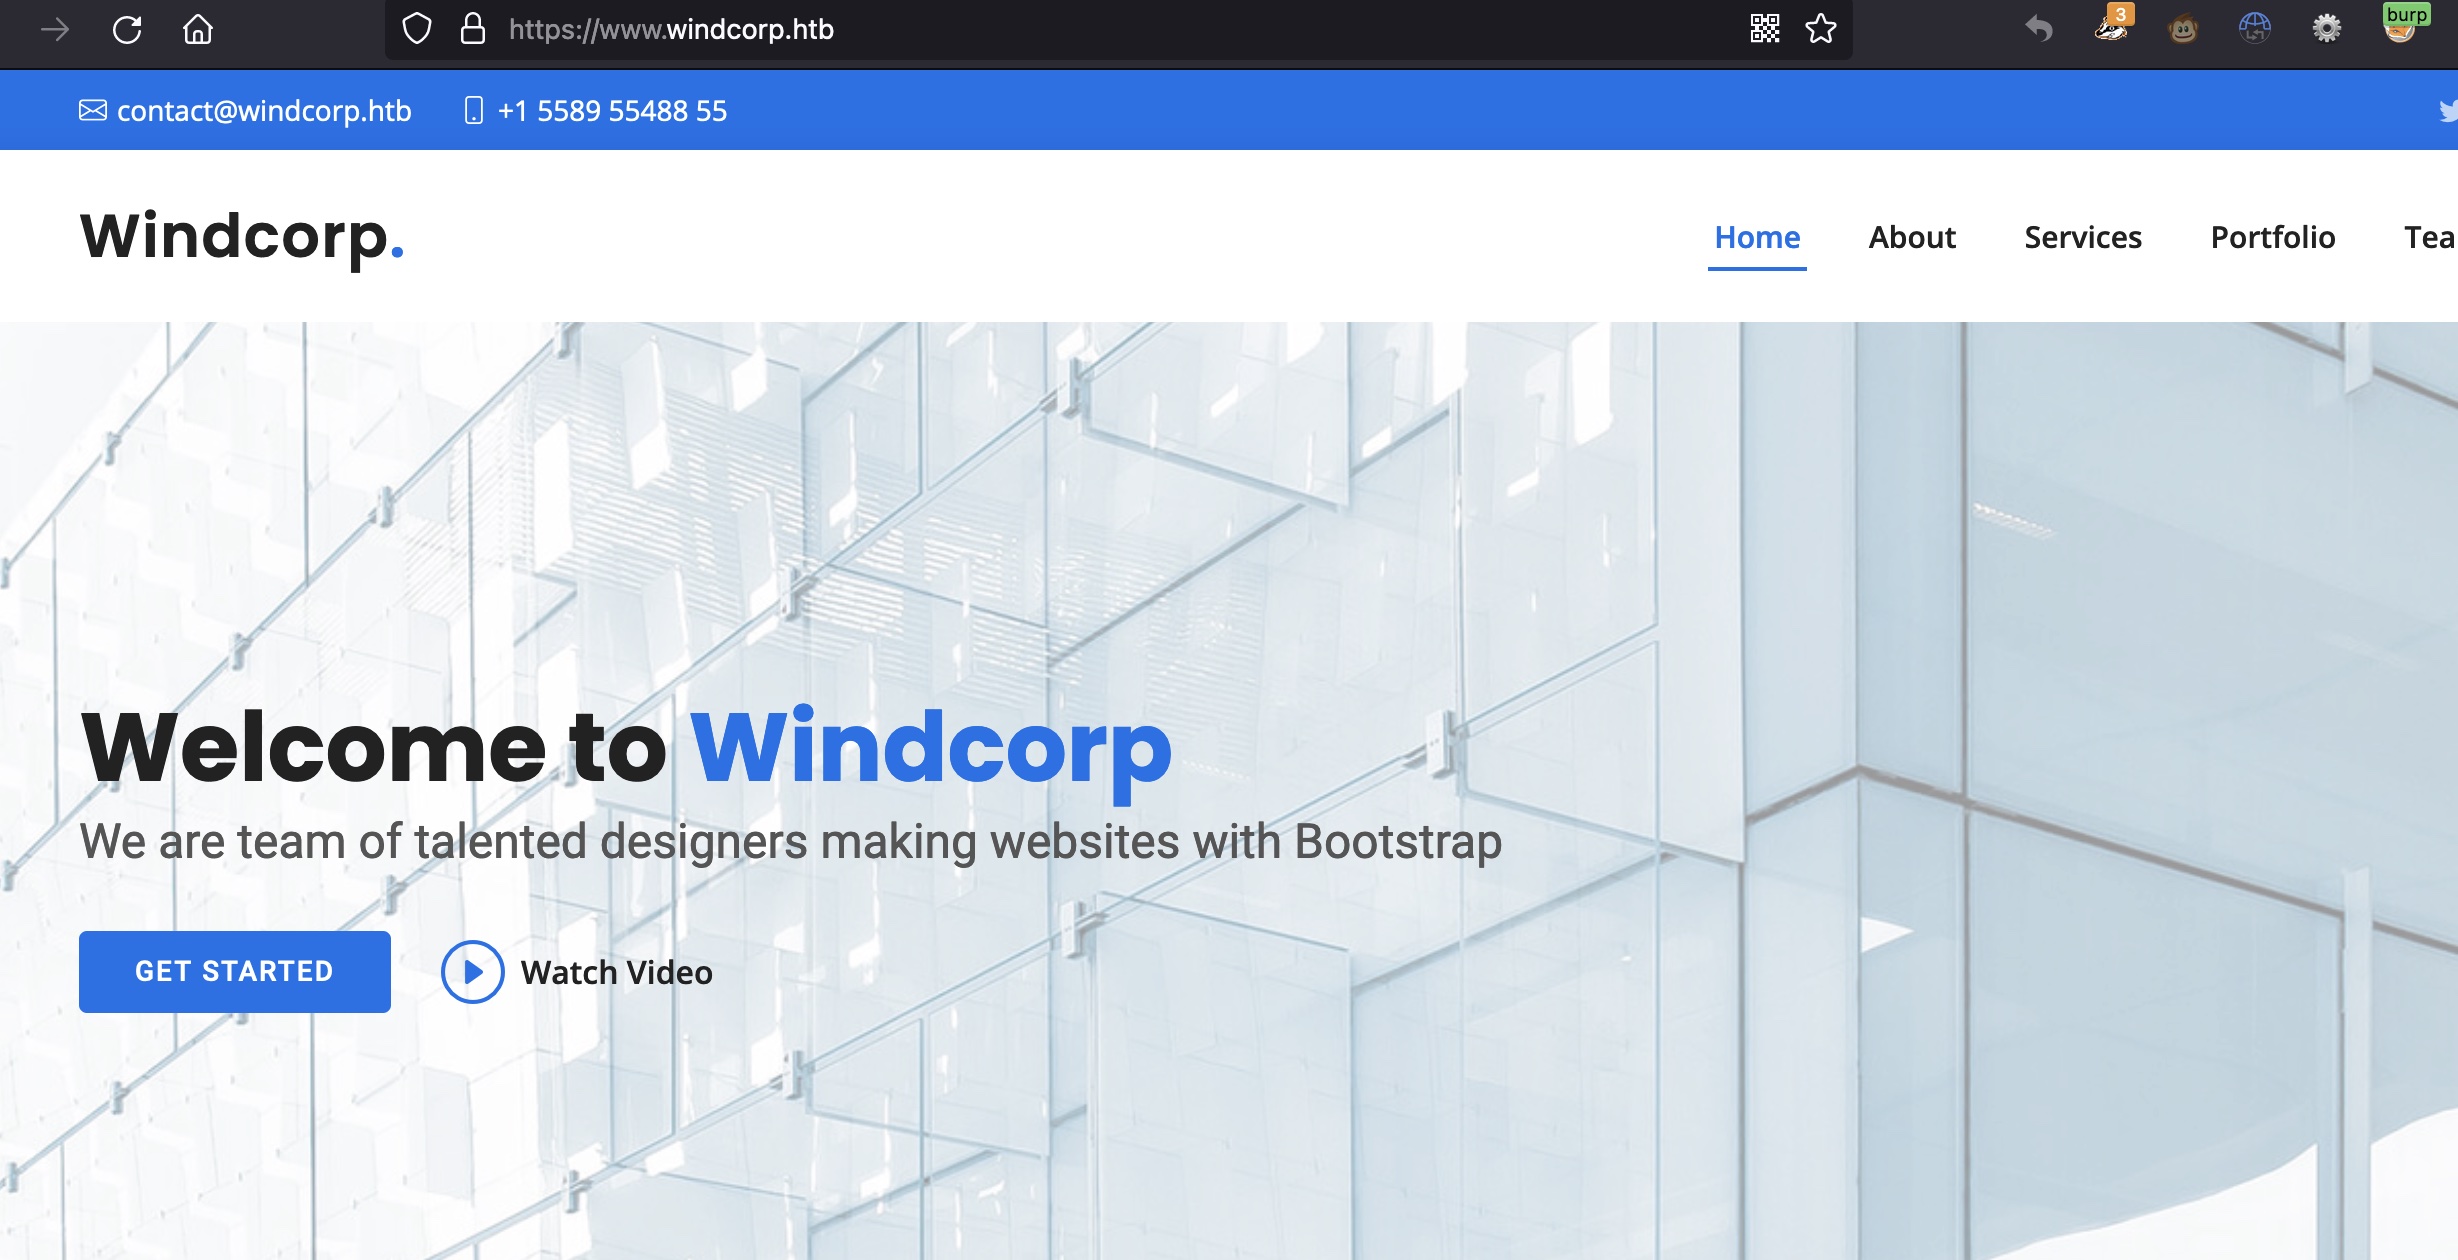 https://www.windcorp.htb
3
burp
contact@windcorp.htb
+1 5589 55488 55
Windcorp.
Home
About
Services
Portfolio
Tea
Welcome to Windcorp
We are team of talented designers making websites with Bootstrap
GET STARTED
Watch Video